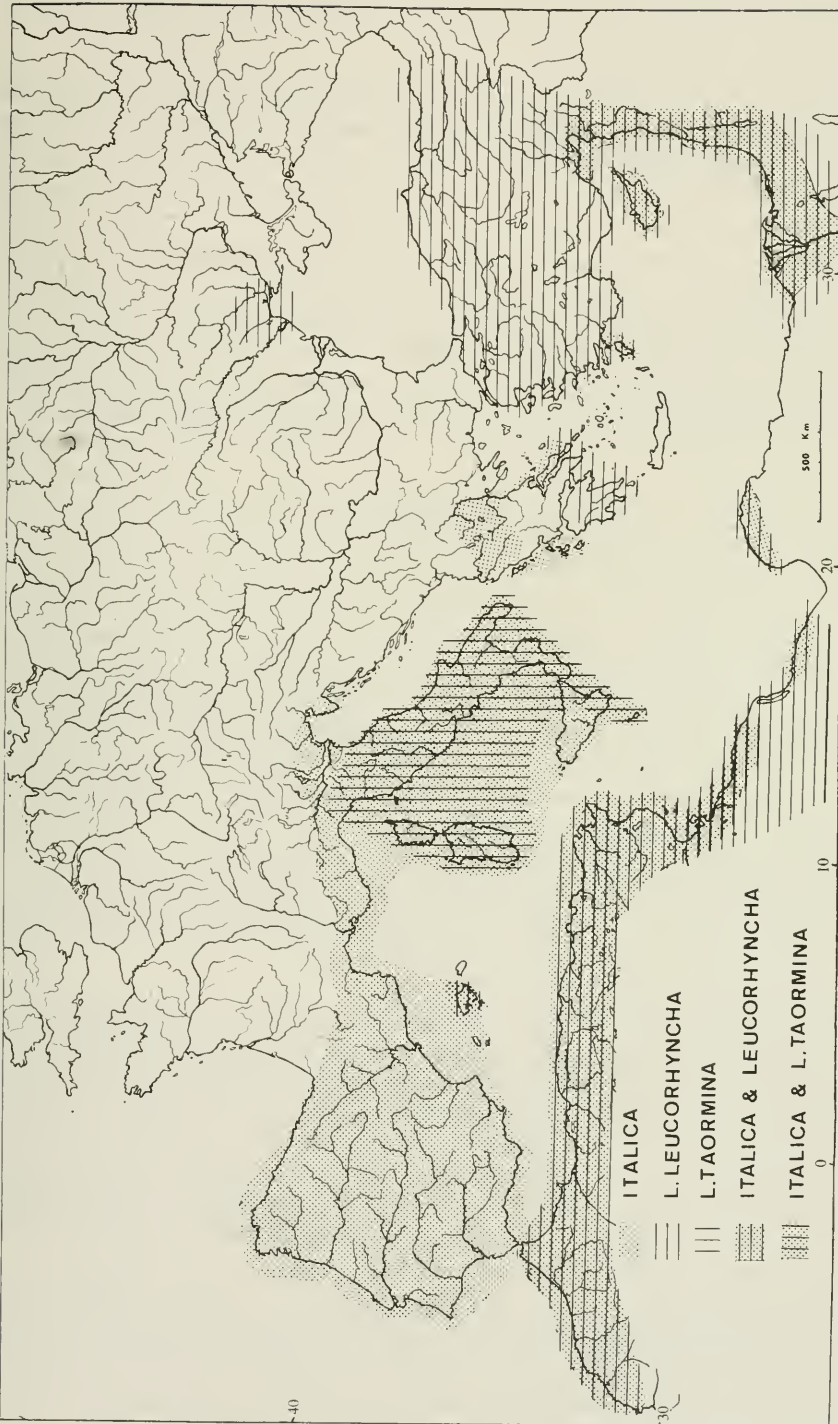 ITALICA
L.LEUCORHYNCHA
L.TAORMINA
ITALICA & LEUCORHYNCHA
ITALICA & L.TAORMINA
500 Km
40
30
0
10
20
30